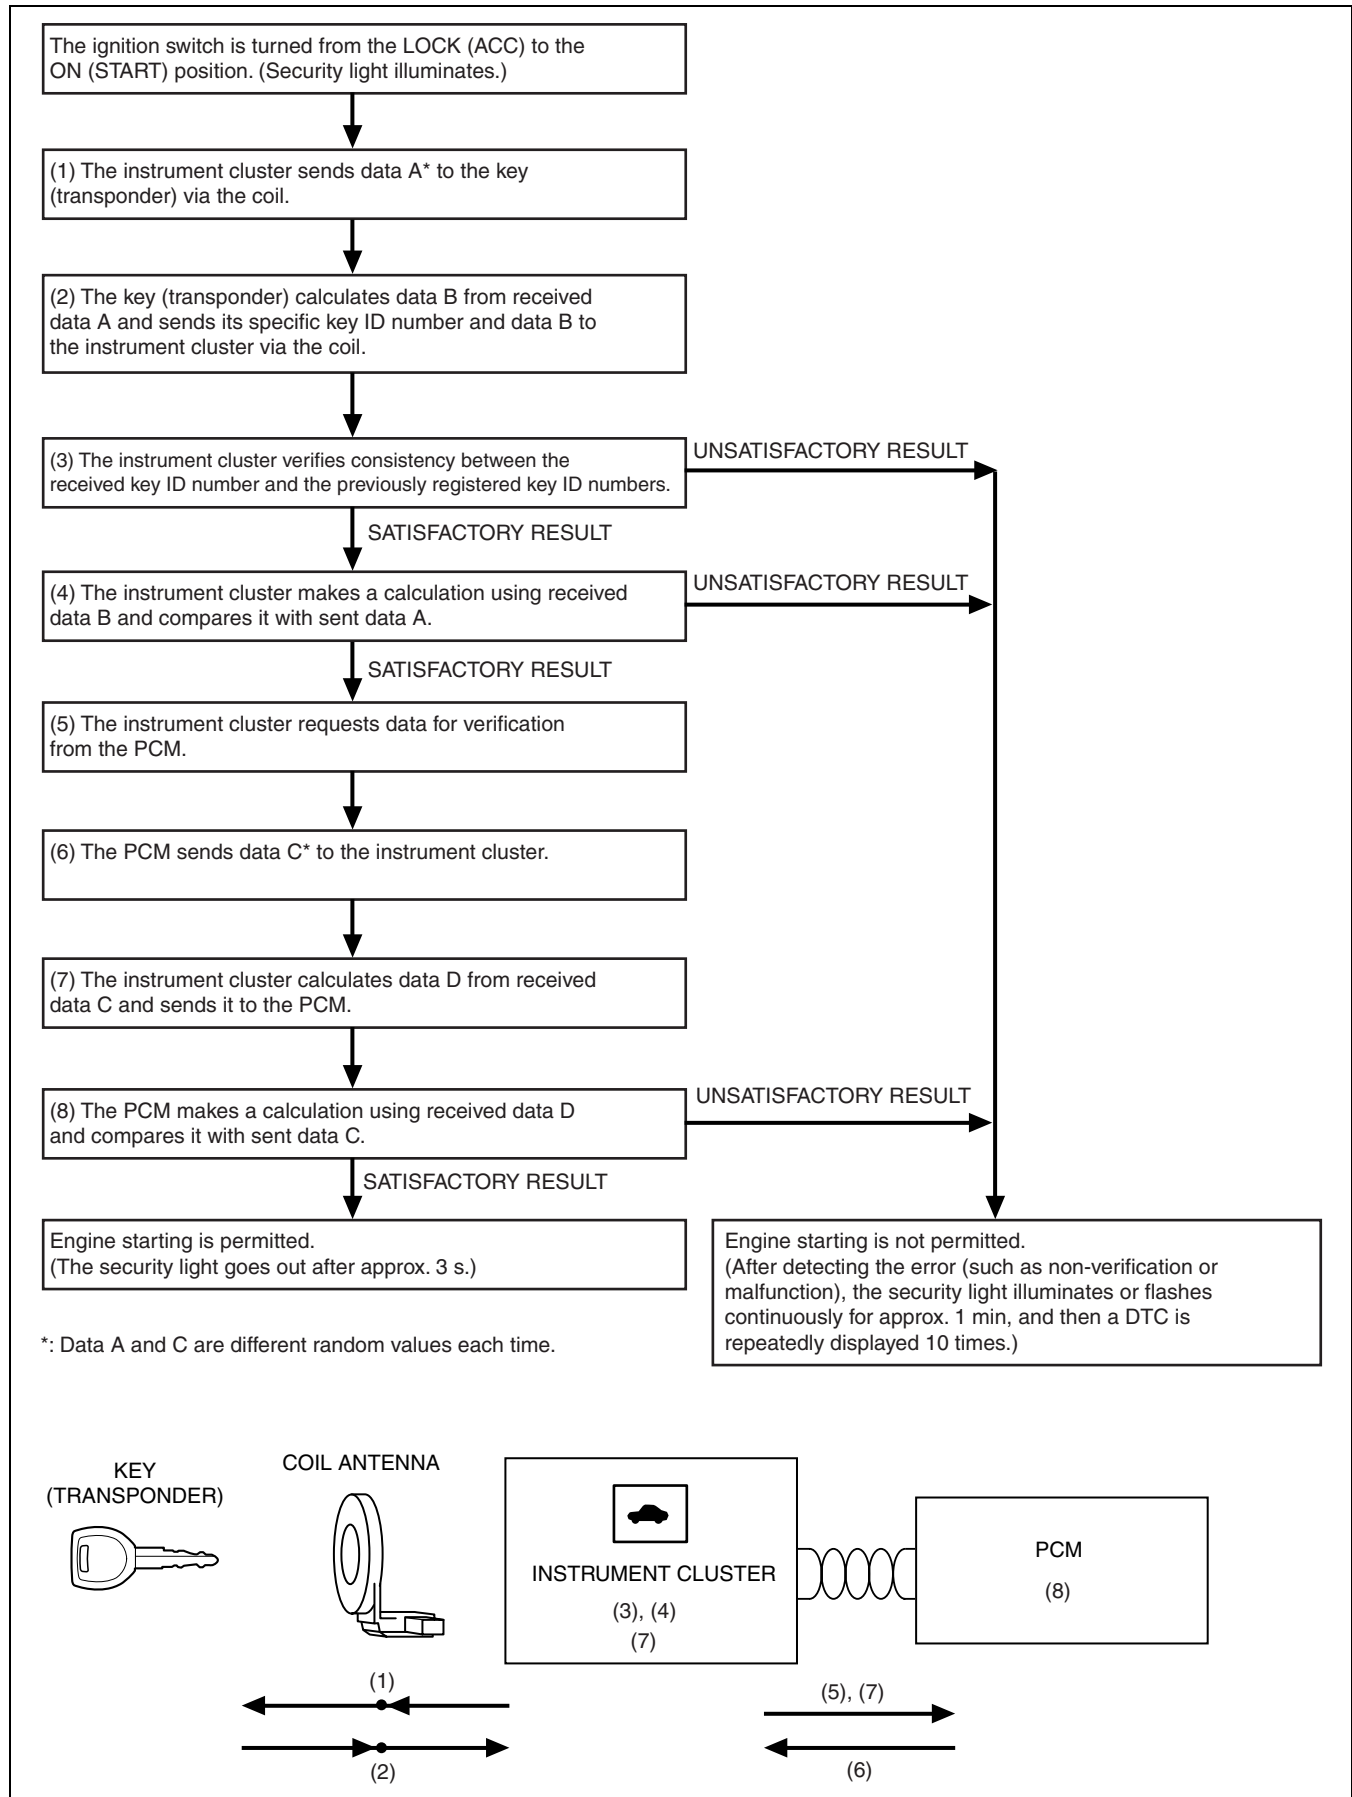 The ignition switch is turned from the LOCK (ACC) to the
ON (START) position. (Security light illuminates.)
(1) The instrument cluster sends data A* to the key
(transponder) via the coil.
(2) The key (transponder) calculates data B from received
data A and sends its specific key ID number and data B to
the instrument cluster via the coil.
(3) The instrument cluster verifies consistency between the
received key ID number and the previously registered key ID numbers.
UNSATISFACTORY RESULT
SATISFACTORY RESULT
(4) The instrument cluster makes a calculation using received
data B and compares it with sent data A.
UNSATISFACTORY RESULT
SATISFACTORY RESULT
(5) The instrument cluster requests data for verification
from the PCM.
(6) The PCM sends data C* to the instrument cluster.
(7) The instrument cluster calculates data D from received
data C and sends it to the PCM.
(8) The PCM makes a calculation using received data D
and compares it with sent data C.
UNSATISFACTORY RESULT
SATISFACTORY RESULT
Engine starting is permitted.
(The security light goes out after approx. 3 s.)
Engine starting is not permitted.
(After detecting the error (such as non-verification or
malfunction), the security light illuminates or flashes
continuously for approx. 1 min, and then a DTC is
repeatedly displayed 10 times.)
*: Data A and C are different random values each time.
KEY
(TRANSPONDER)
COIL ANTENNA
INSTRUMENT CLUSTER
(3), (4)
(7)
PCM
(8)
(1)
(2)
(5), (7)
(6)